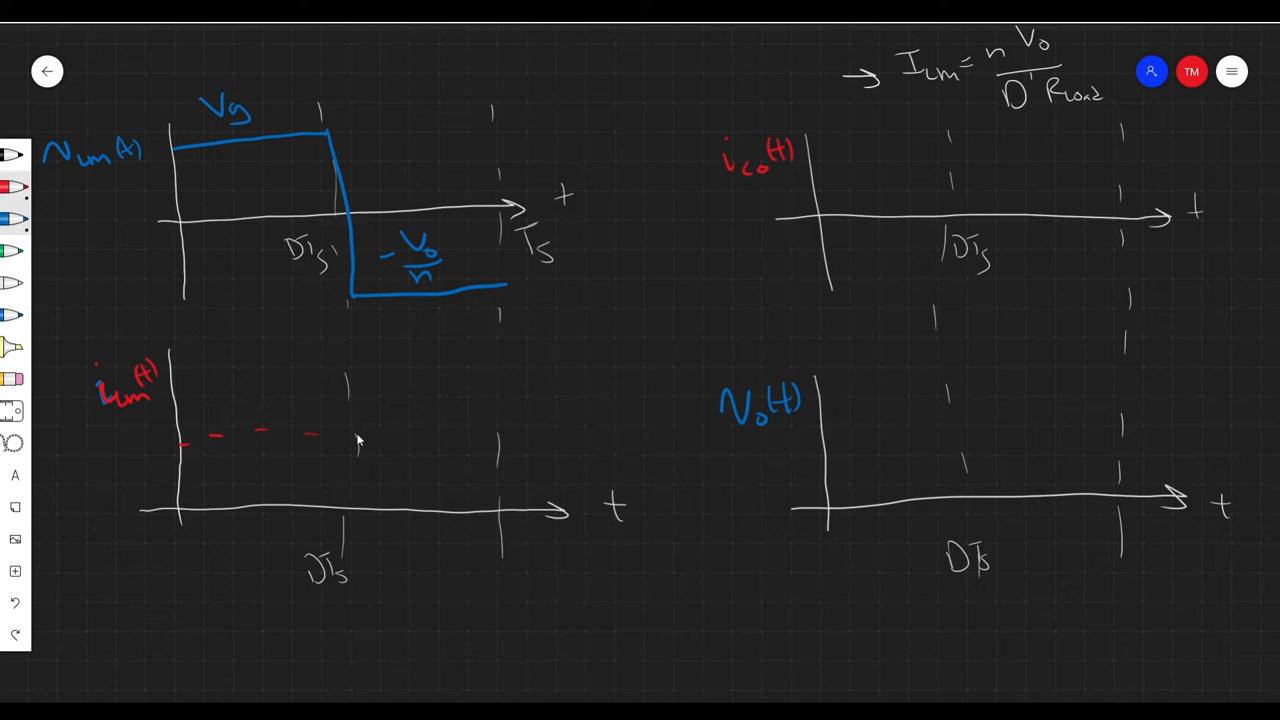 → I_Lm = n V_o / D' R_Load
TM
V_g
V_Lm(t)
t
DT_s
T_s
- V_o / n
i_Co(t)
t
DT_s
i_Lm(t)
t
DT_s
V_o(t)
t
DT_s
A